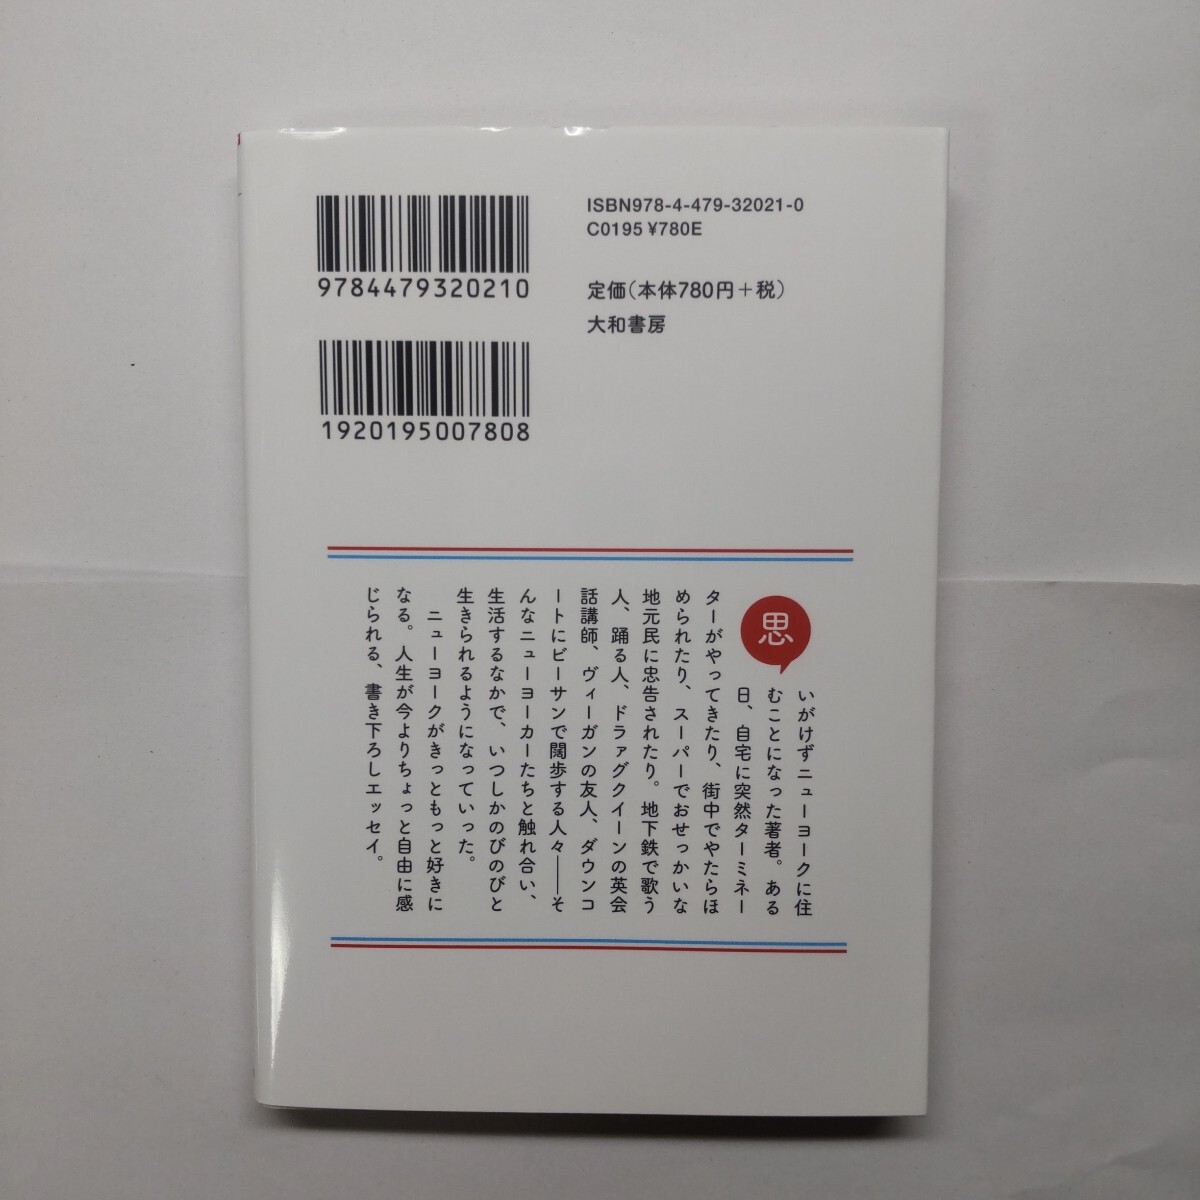 ISBN978-4-479-32021-0
C0195 ¥780E
9784479320210
定価(本体780円+税)
大和書房
1920195007808
思いがけずニューヨークに住
むことになった著者。ある
日、自宅に突然ターミネー
ターがやってきたり、街中でやたらほ
められたり、スーパーでおせっかいな
地元民に忠告されたり。地下鉄で歌う
人、踊る人、ドラァグクイーンの英会
話講師、ヴィーガンの友人、ダウンコ
ートにビーサンで闊歩する人々――そ
んなニューヨーカーたちと触れ合い、
生活するなかで、いつしかのびのびと
生きられるようになっていった。
ニューヨークがきっともっと好きに
なる。人生が今よりちょっと自由に感
じられる、書き下ろしエッセイ。